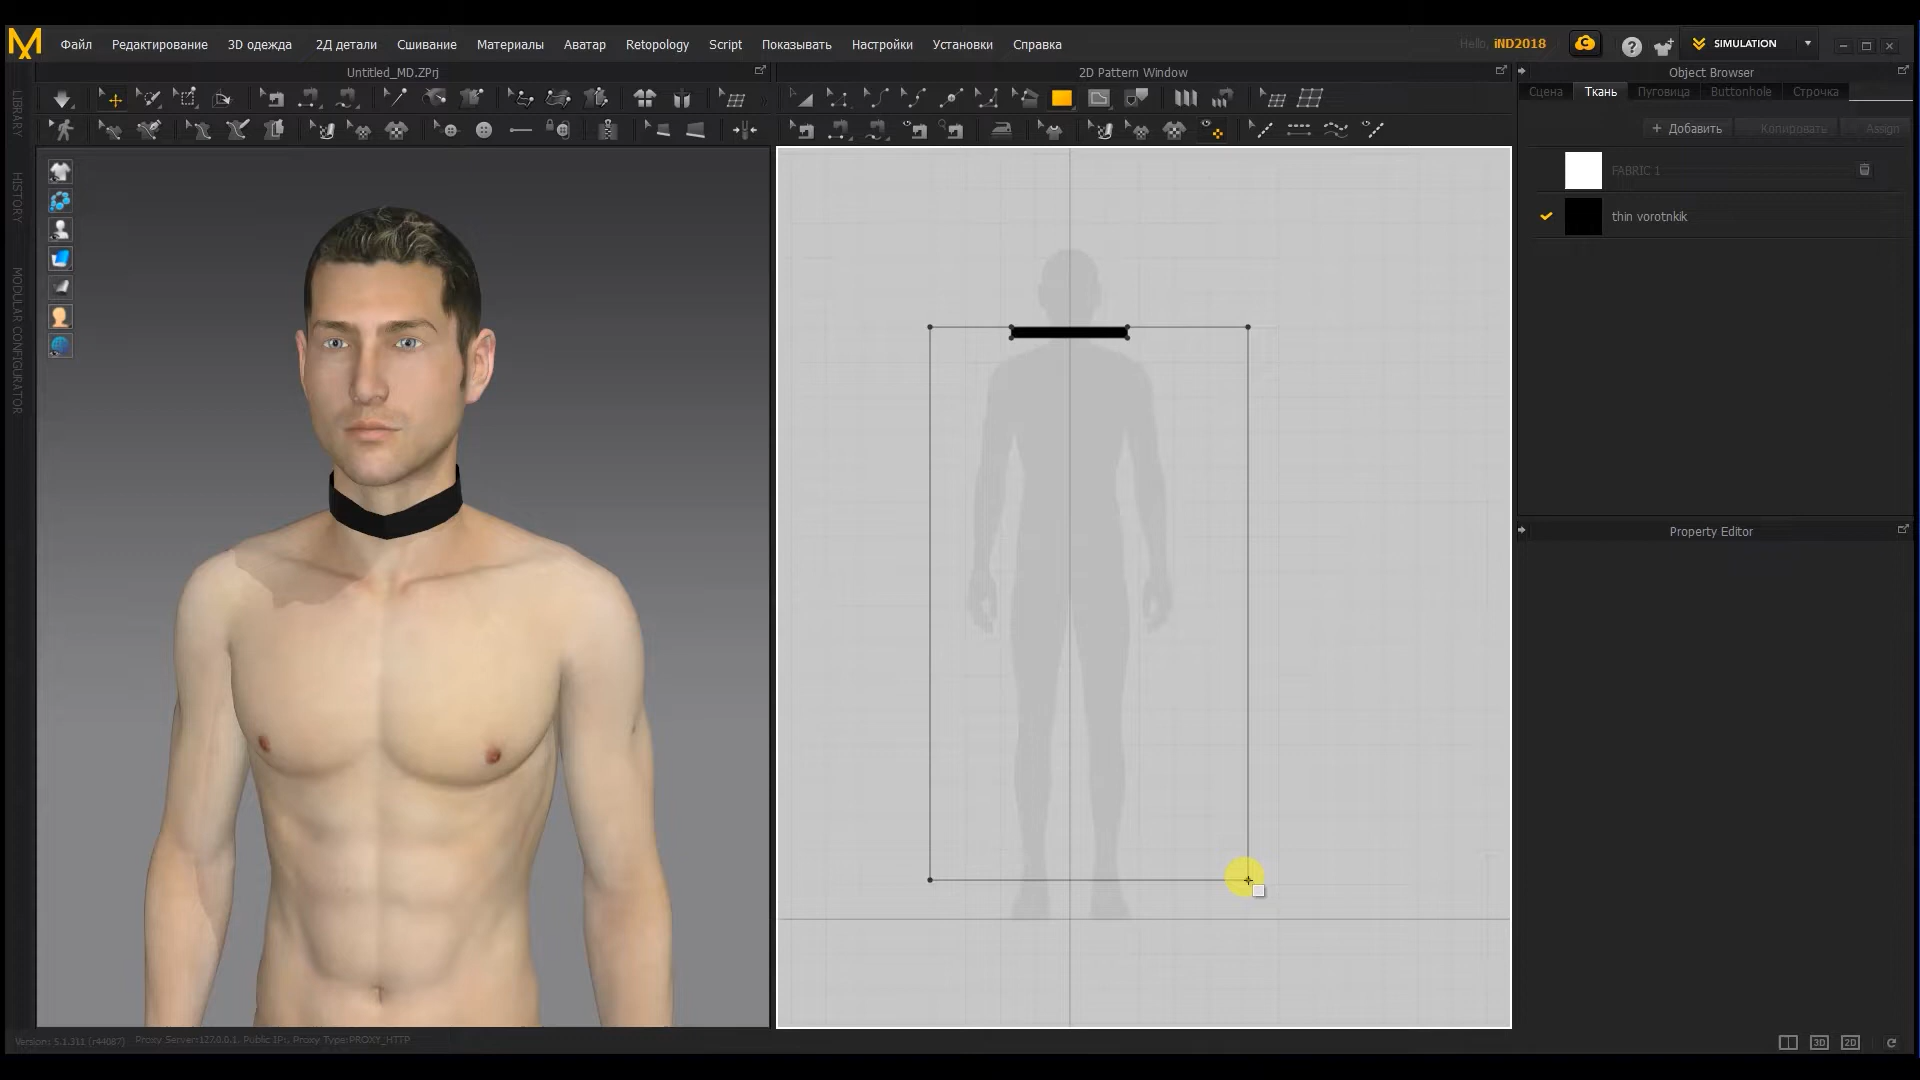 Файл Редактирование 3D одежда 2Д детали Сшивание Материалы Аватар Retopology Script Показывать Настройки Установки Справка
Hello, iND2018
SIMULATION
Untitled_MD.ZPrj
2D Pattern Window
Object Browser
Сцена Ткань Пуговица Buttonhole Строчка
+ Добавить Копировать Assign
FABRIC 1
thin vorotnkik
Property Editor
LIBRARY
HISTORY
MODULAR CONFIGURATOR
Version: 5.1.311 (r44087) Proxy Server:127.0.0.1, Public IP:, Proxy Type:PROXY_HTTP
3D 2D